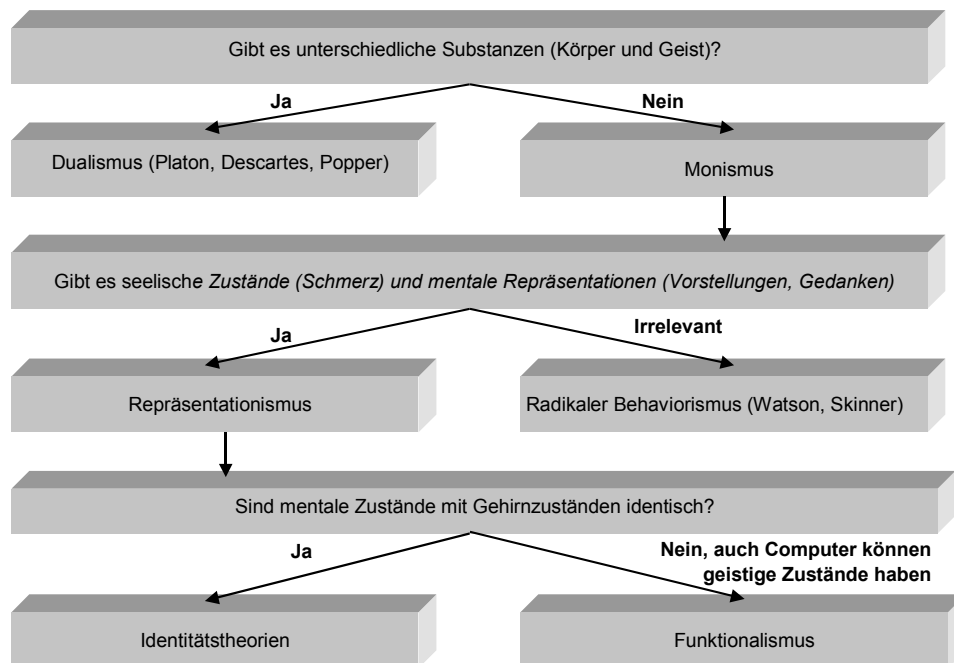 Gibt es unterschiedliche Substanzen (Körper und Geist)?
Ja
Nein
Dualismus (Platon, Descartes, Popper)
Monismus
Gibt es seelische Zustände (Schmerz) und mentale Repräsentationen (Vorstellungen, Gedanken)
Ja
Irrelevant
Repräsentationismus
Radikaler Behaviorismus (Watson, Skinner)
Sind mentale Zustände mit Gehirnzuständen identisch?
Ja
Nein, auch Computer können
geistige Zustände haben
Identitätstheorien
Funktionalismus